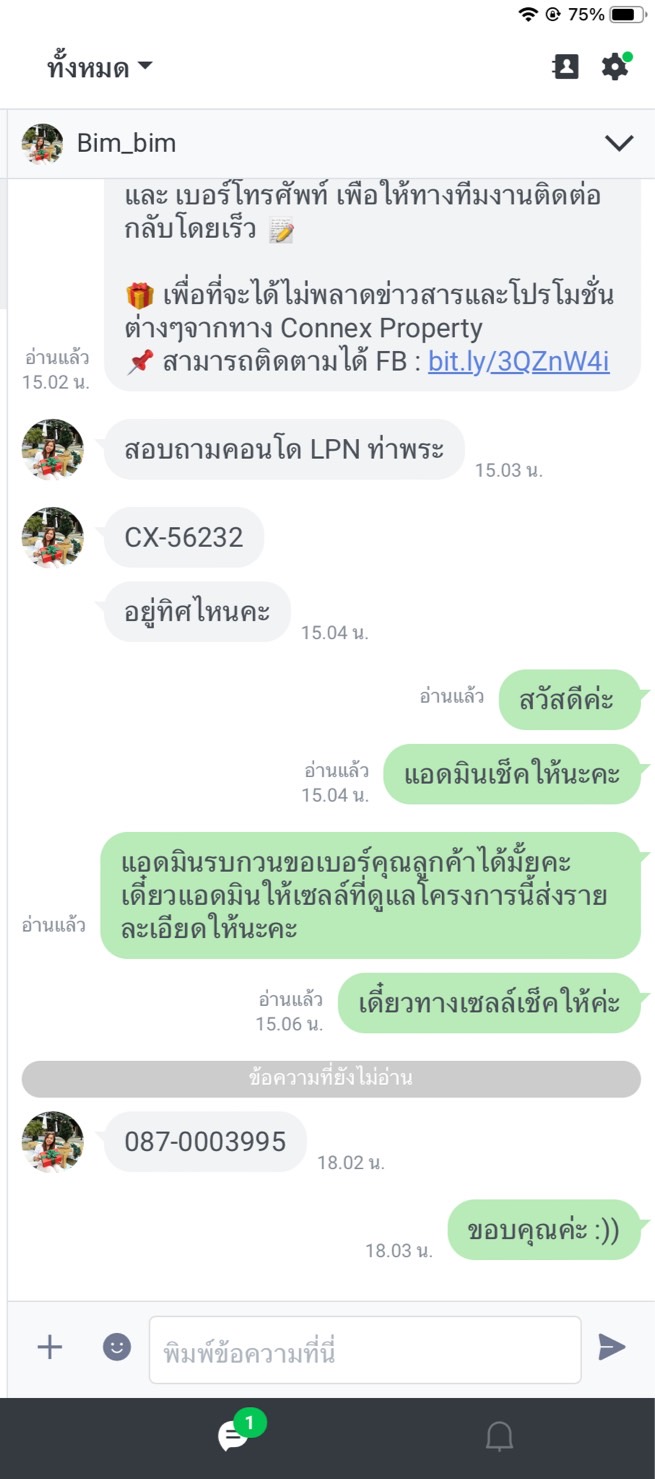 75%
ทั้งหมด
Bim_bim
และ เบอร์โทรศัพท์ เพื่อให้ทางทีมงานติดต่อ
กลับโดยเร็ว 📝
🎁 เพื่อที่จะได้ไม่พลาดข่าวสารและโปรโมชั่น
ต่างๆจากทาง Connex Property
📌 สามารถติดตามได้ FB : bit.ly/3QZnW4i
อ่านแล้ว
15.02 น.
สอบถามคอนโด LPN ท่าพระ
15.03 น.
CX-56232
อยู่ทิศไหนคะ
15.04 น.
อ่านแล้ว
สวัสดีค่ะ
อ่านแล้ว
15.04 น.
แอดมินเช็คให้นะคะ
แอดมินรบกวนขอเบอร์คุณลูกค้าได้มั้ยคะ
เดี๋ยวแอดมินให้เซลล์ที่ดูแลโครงการนี้ส่งราย
ละเอียดให้นะคะ
อ่านแล้ว
อ่านแล้ว
15.06 น.
เดี๋ยวทางเซลล์เช็คให้ค่ะ
ข้อความที่ยังไม่อ่าน
087-0003995
18.02 น.
ขอบคุณค่ะ :))
18.03 น.
พิมพ์ข้อความที่นี่
1